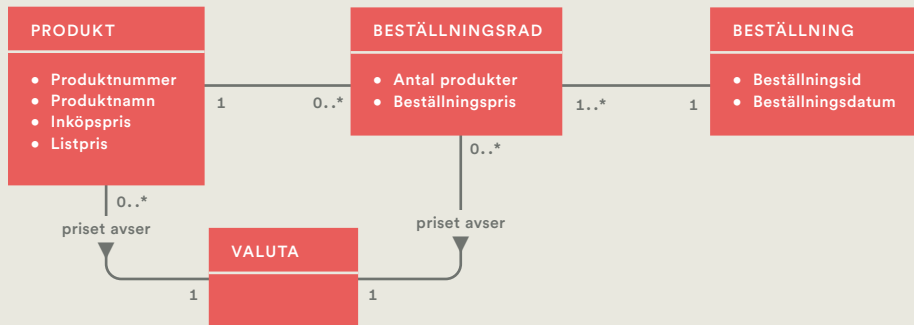 PRODUKT
• Produktnummer
• Produktnamn
• Inköpspris
• Listpris
1
0..*
BESTÄLLNINGSRAD
• Antal produkter
• Beställningspris
1..*
1
BESTÄLLNING
• Beställningsid
• Beställningsdatum
0..*
priset avser
0..*
priset avser
VALUTA
1
1